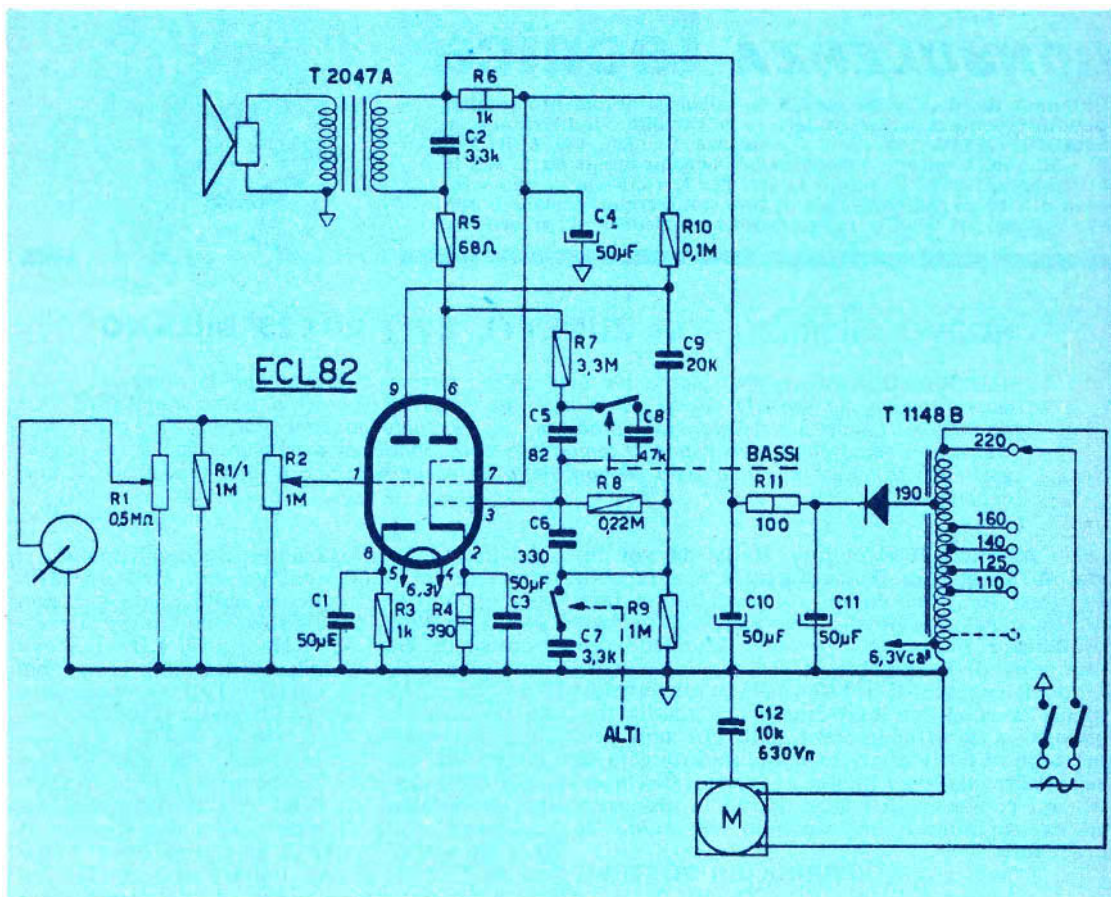 T 2047A
R6
1k
C2
3,3k
R5
68Ω
C4
50µF
R10
0,1M
R7
3,3M
C9
20k
ECL82
9
6
C5
82
C8
47k
BASSI
T 1148 B
220
190
160
140
125
110
R1
0,5MΩ
R1/1
1M
R2
1M
1
7
3
R8
0,22M
R11
100
C6
330
8
5
6,3V
4
2
50µF
C1
50µE
R3
1k
R4
390
C3
C7
3,3k
R9
1M
C10
50µF
C11
50µF
6,3Vca
ALTI
C12
10k
630Vn
M